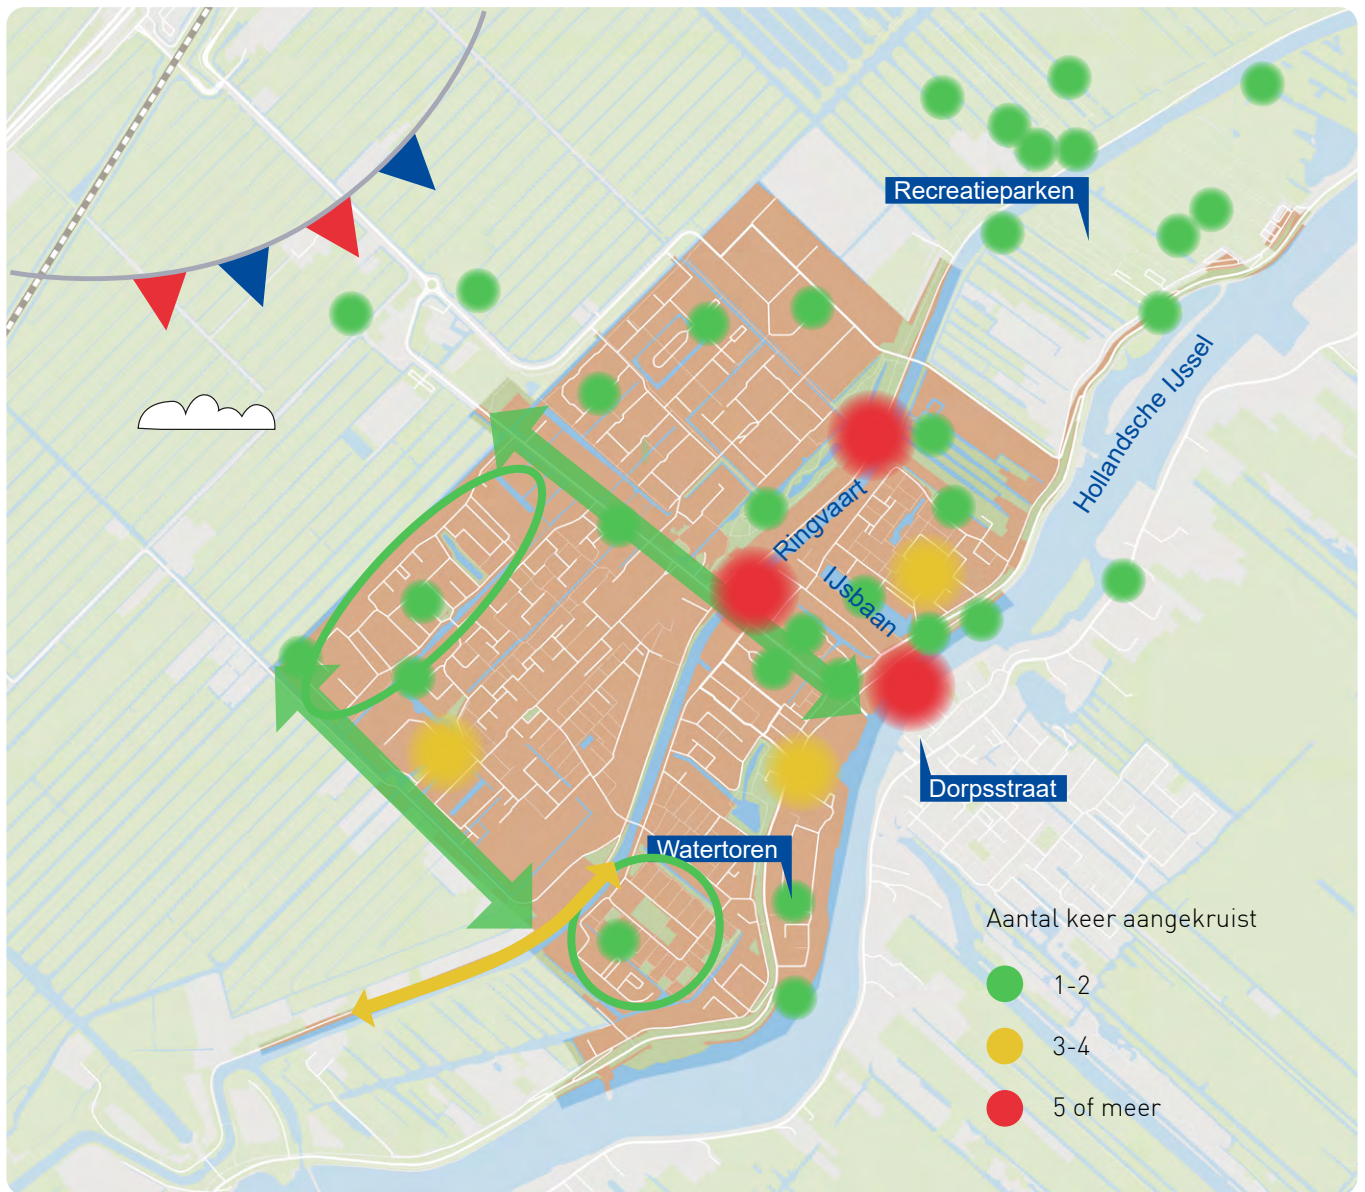 Recreatieparken
Hollandsche IJssel
Ringvaart
IJsbaan
Dorpsstraat
Watertoren
Aantal keer aangekruist
1-2
3-4
5 of meer